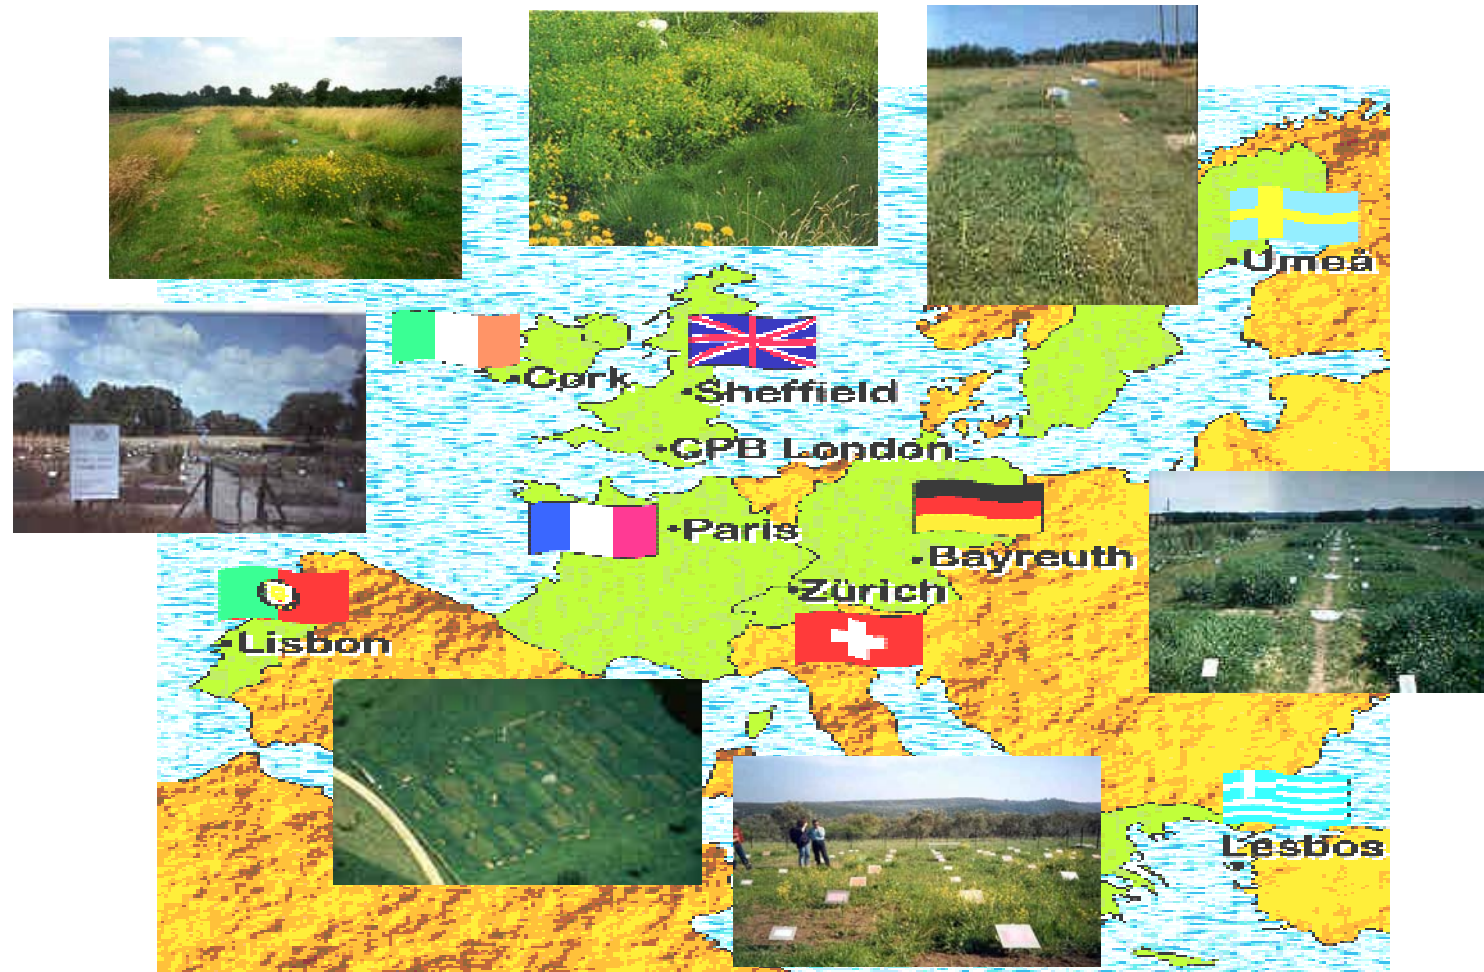 Umeå
Cork
Sheffield
CPB London
Paris
Bayreuth
Zürich
Lisbon
Lesbos